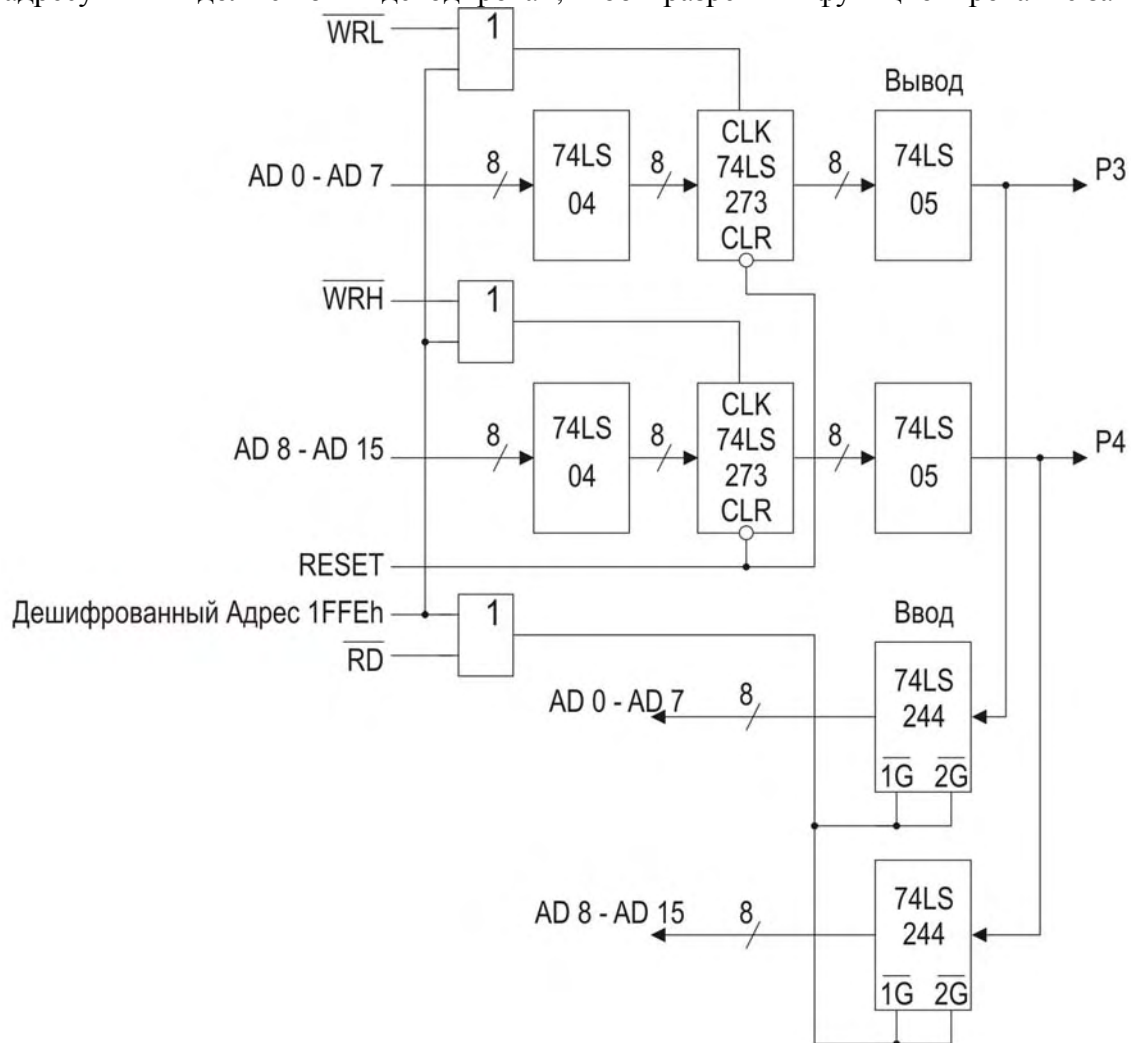 WRL
1
Вывод
AD 0 - AD 7
8
74LS
04
8
CLK
74LS
273
CLR
8
74LS
05
P3
WRH
1
AD 8 - AD 15
8
74LS
04
8
CLK
74LS
273
CLR
8
74LS
05
P4
RESET
Дешифрованный Адрес 1FFEh
1
RD
Ввод
AD 0 - AD 7
8
74LS
244
1G 2G
AD 8 - AD 15
8
74LS
244
1G 2G